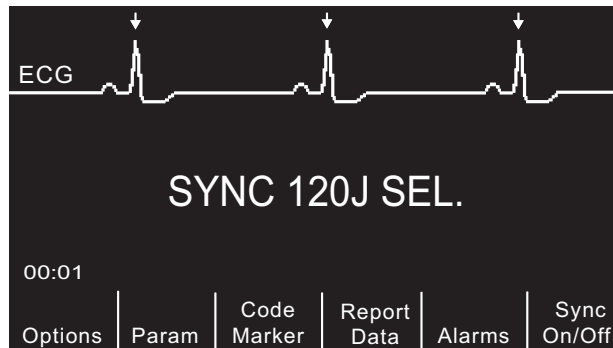 ECG
SYNC 120J SEL.
00:01
Options
Param
Code
Marker
Report
Data
Alarms
Sync
On/Off